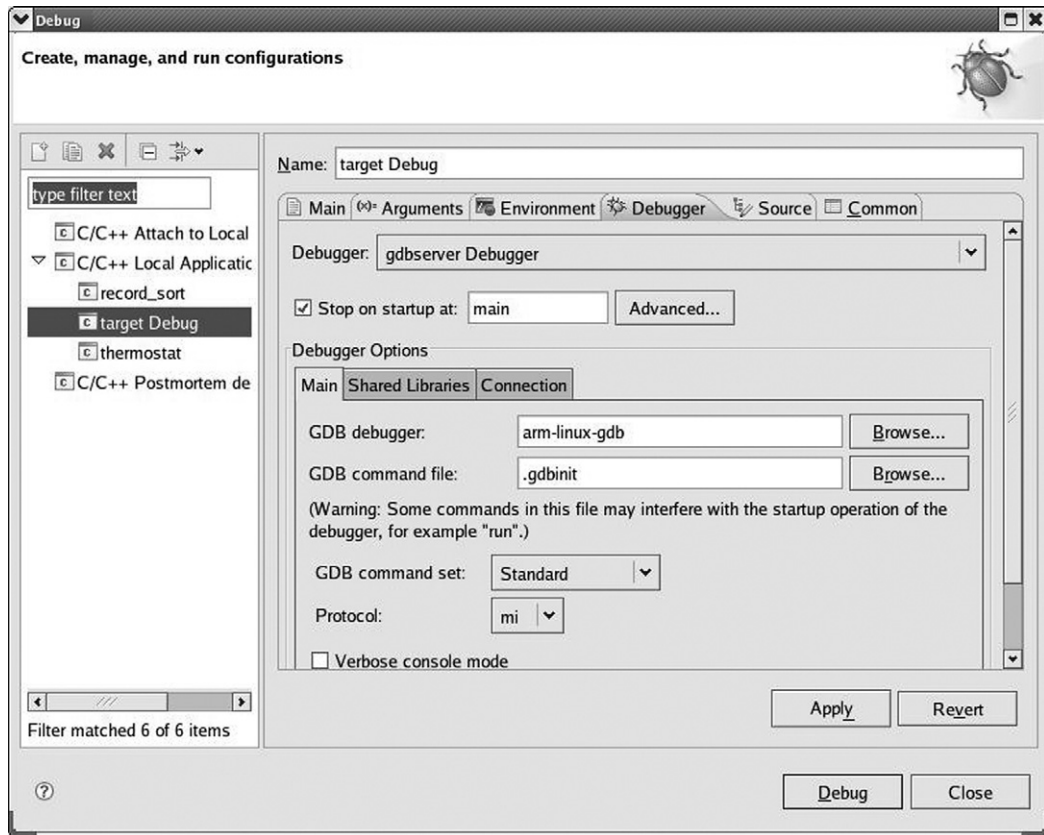 Debug
Create, manage, and run configurations
type filter text
C/C++ Attach to Local
C/C++ Local Applicatic
record_sort
target Debug
thermostat
C/C++ Postmortem de
Filter matched 6 of 6 items
Name: target Debug
Main (x)= Arguments Environment Debugger Source Common
Debugger: gdbserver Debugger
Stop on startup at: main Advanced...
Debugger Options
Main Shared Libraries Connection
GDB debugger: arm-linux-gdb Browse...
GDB command file: .gdbinit Browse...
(Warning: Some commands in this file may interfere with the startup operation of the
debugger, for example "run".)
GDB command set: Standard
Protocol: mi
Verbose console mode
Apply Revert
? Debug Close